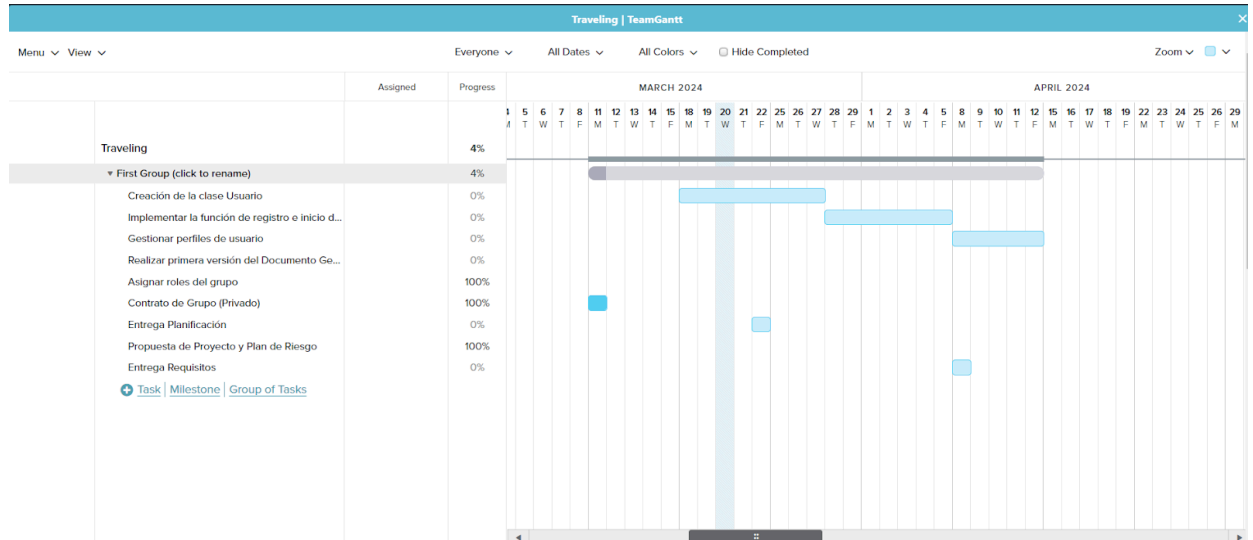 Traveling | TeamGantt
Menu View Everyone All Dates All Colors Hide Completed Zoom
Assigned Progress MARCH 2024 APRIL 2024
5 6 7 8 11 12 13 14 15 18 19 20 21 22 25 26 27 28 29 1 2 3 4 5 8 9 10 11 12 15 16 17 18 19 22 23 24 25 26 29
M T W T F M T W T F M T W T F M T W T F M T W T F M T W T F M T W T F M T W T F M
Traveling 4%
First Group (click to rename) 4%
Creación de la clase Usuario 0%
Implementar la función de registro e inicio d... 0%
Gestionar perfiles de usuario 0%
Realizar primera versión del Documento Ge... 0%
Asignar roles del grupo 100%
Contrato de Grupo (Privado) 100%
Entrega Planificación 0%
Propuesta de Proyecto y Plan de Riesgo 100%
Entrega Requisitos 0%
Task | Milestone | Group of Tasks